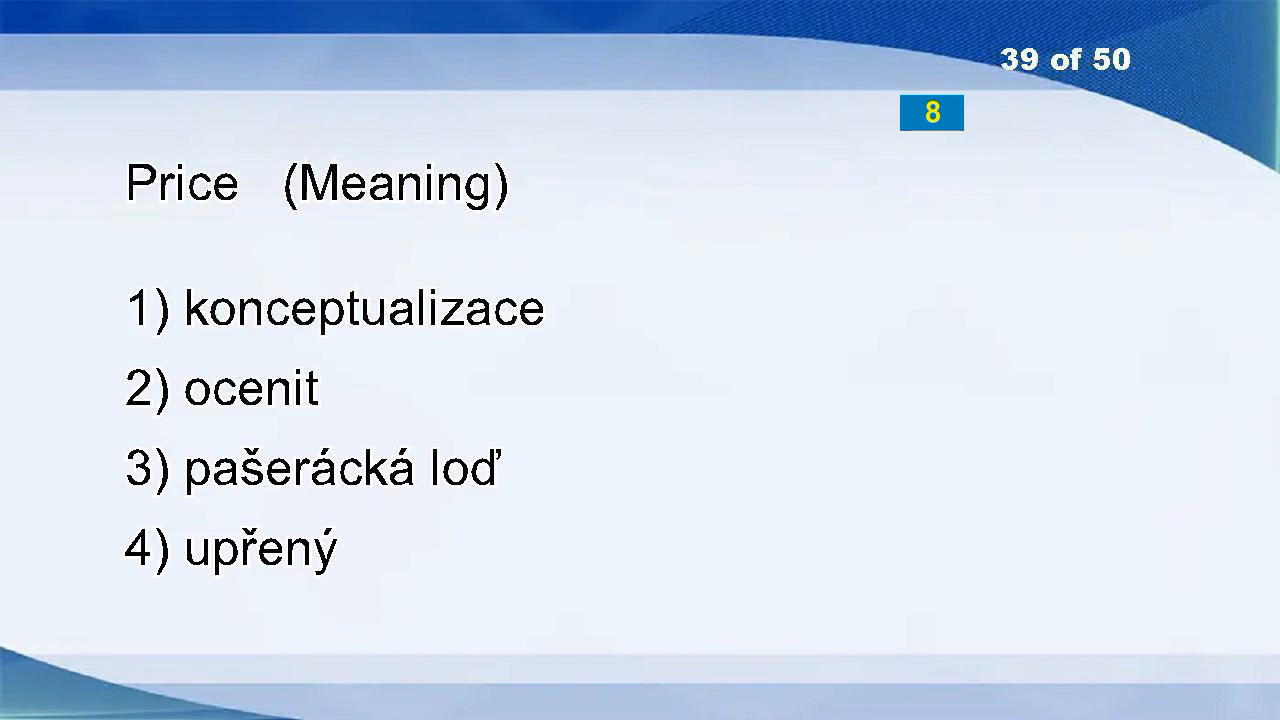 39 of 50
8
Price (Meaning)
1) konceptualizace
2) ocenit
3) pašerácká loď
4) upřený